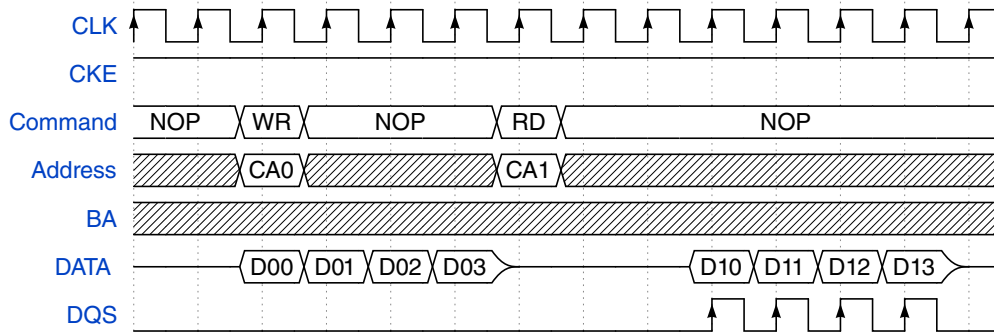 CLK
CKE
Command NOP WR NOP RD NOP
Address CA0 CA1
BA
DATA D00 D01 D02 D03 D10 D11 D12 D13
DQS